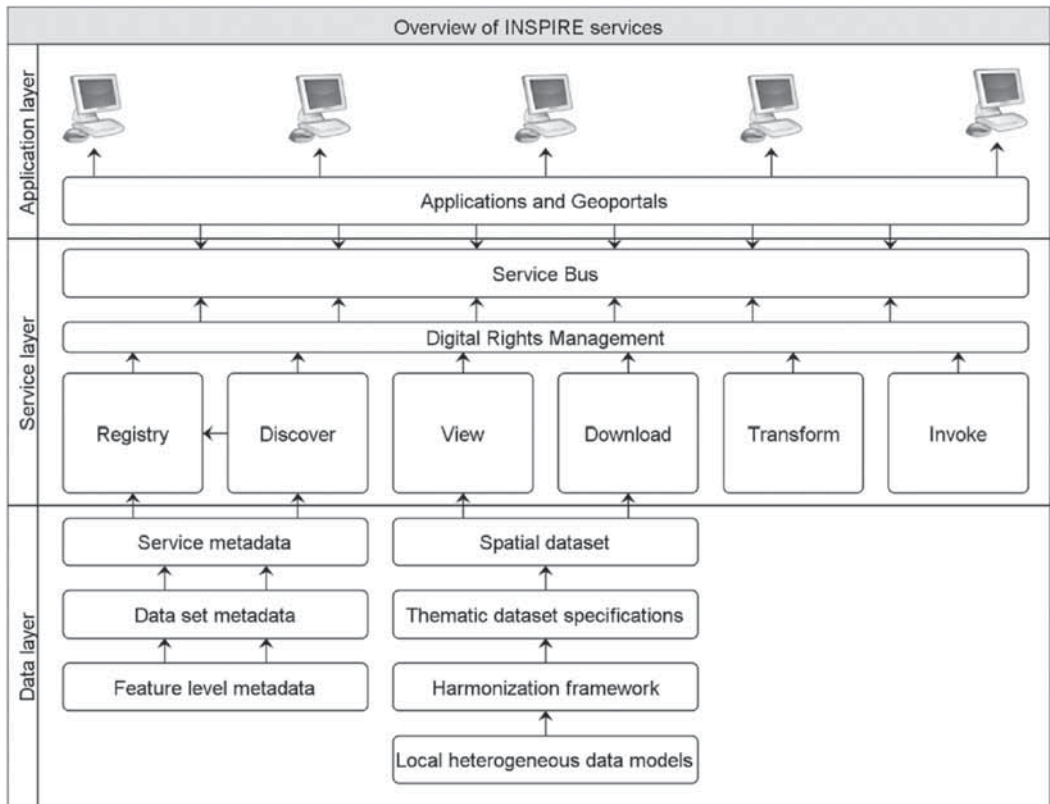 Overview of INSPIRE services
Application layer
Applications and Geoportals
Service layer
Service Bus
Digital Rights Management
Registry
Discover
View
Download
Transform
Invoke
Data layer
Service metadata
Spatial dataset
Data set metadata
Thematic dataset specifications
Feature level metadata
Harmonization framework
Local heterogeneous data models